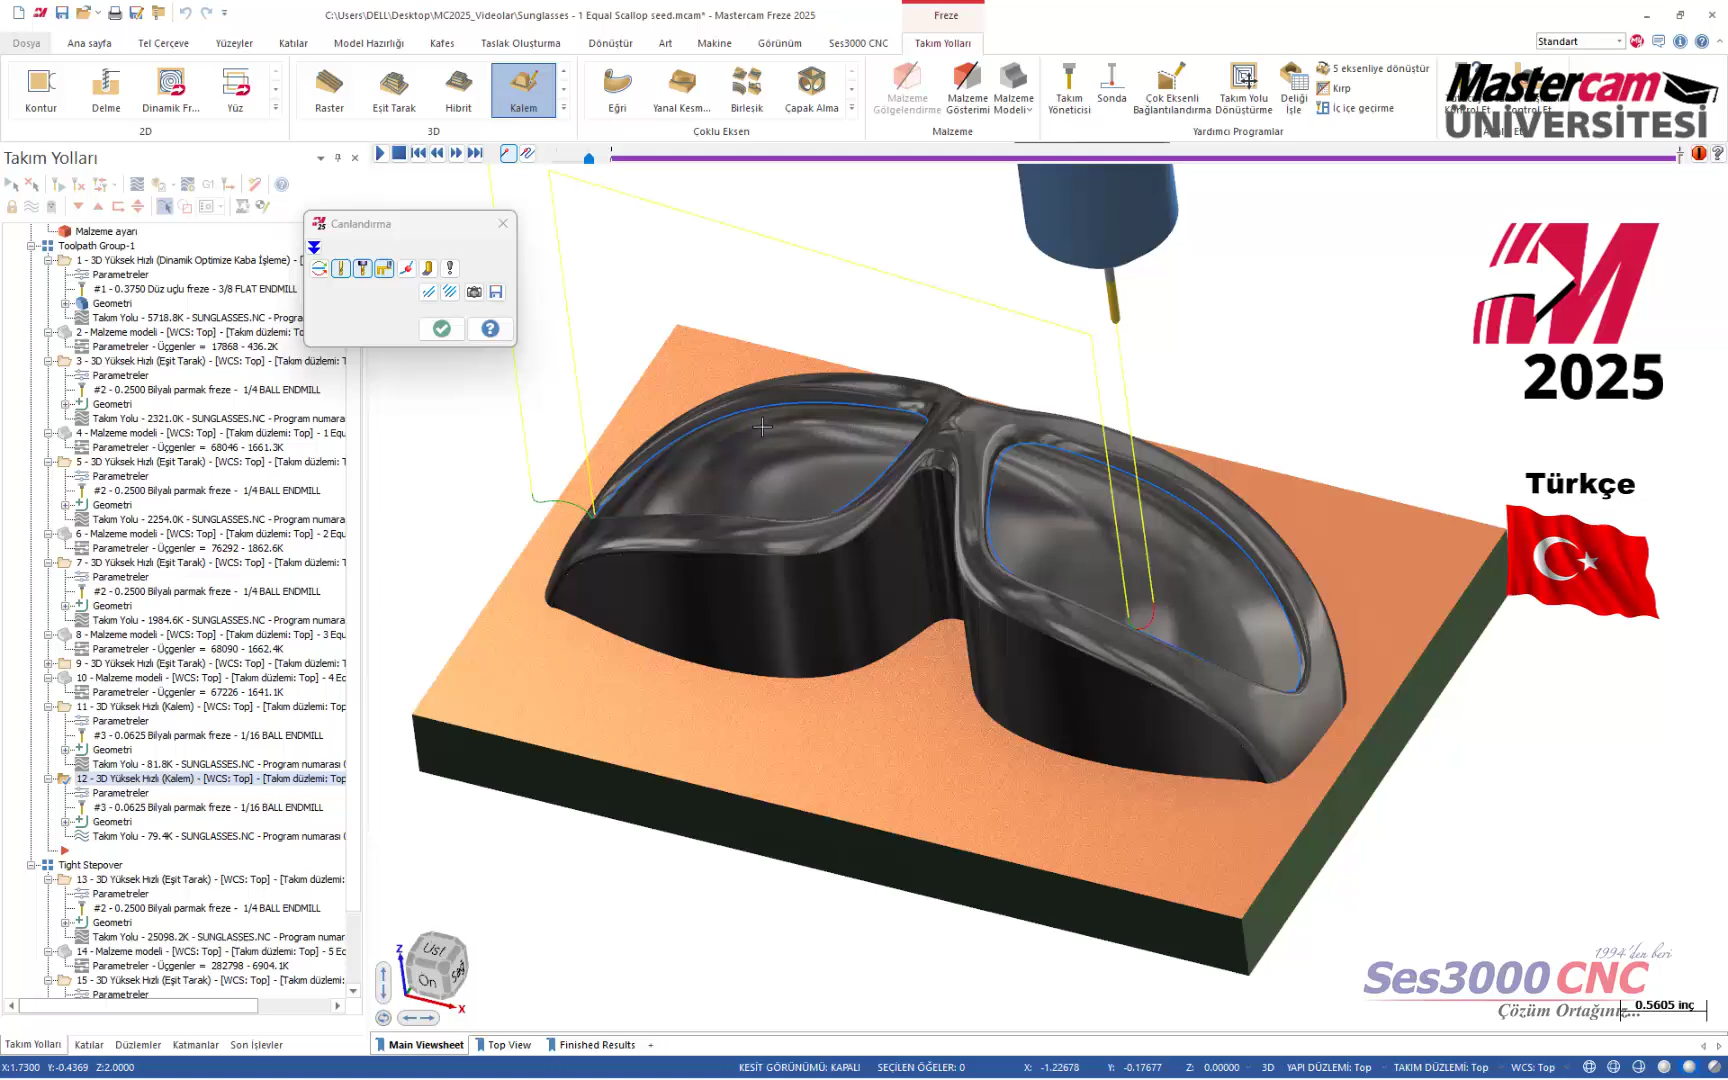 C:\Users\DELL\Desktop\MC2025_Videolar\Sunglasses - 1 Equal Scallop seed.mcam* - Mastercam Freze 2025
Freze
Dosya
Ana sayfa
Tel Çerçeve
Yüzeyler
Katılar
Model Hazırlığı
Kafes
Taslak Oluşturma
Dönüştür
Art
Makine
Görünüm
Ses3000 CNC
Takım Yolları
Standart
Kontur
Delme
Dinamik Fr...
Yüz
2D
Raster
Eşit Tarak
Hibrit
Kalem
3D
Eğri
Yanal Kesm...
Birleşik
Çapak Alma
Çoklu Eksen
Malzeme Gölgelendirme
Malzeme Gösterimi
Malzeme Modeli
Malzeme
Takım Yöneticisi
Sonda
Çok Eksenli Bağlantılandırma
Takım Yolu Dönüştürme
Deliği İşle
5 eksenliye dönüştür
Kırp
İç içe geçirme
Yardımcı Programlar
Mastercam
UNIVERSITESİ
Takım Yolları
Canlandırma
Malzeme ayarı
Toolpath Group-1
1 - 3D Yüksek Hızlı (Dinamik Optimize Kaba İşleme) - [
Parametreler
#1 - 0.3750 Düz uçlu freze - 3/8 FLAT ENDMILL
Geometri
Takım Yolu - 5718.8K - SUNGLASSES.NC - Progra
2 - Malzeme modeli - [WCS: Top] - [Takım düzlemi: Top
Parametreler - Üçgenler = 17868 - 436.2K
3 - 3D Yüksek Hızlı (Eşit Tarak) - [WCS: Top] - [Takım düzlemi: T
Parametreler
#2 - 0.2500 Bilyalı parmak freze - 1/4 BALL ENDMILL
Geometri
Takım Yolu - 2321.0K - SUNGLASSES.NC - Program numara
4 - Malzeme modeli - [WCS: Top] - [Takım düzlemi: Top] - 1 Equ
Parametreler - Üçgenler = 68046 - 1661.3K
5 - 3D Yüksek Hızlı (Eşit Tarak) - [WCS: Top] - [Takım düzlemi: T
Parametreler
#2 - 0.2500 Bilyalı parmak freze - 1/4 BALL ENDMILL
Geometri
Takım Yolu - 2254.0K - SUNGLASSES.NC - Program numara
6 - Malzeme modeli - [WCS: Top] - [Takım düzlemi: Top] - 2 Equ
Parametreler - Üçgenler = 76292 - 1862.6K
7 - 3D Yüksek Hızlı (Eşit Tarak) - [WCS: Top] - [Takım düzlemi: T
Parametreler
#2 - 0.2500 Bilyalı parmak freze - 1/4 BALL ENDMILL
Geometri
Takım Yolu - 1984.6K - SUNGLASSES.NC - Program numara
8 - Malzeme modeli - [WCS: Top] - [Takım düzlemi: Top] - 3 Equ
Parametreler - Üçgenler = 68090 - 1662.4K
9 - 3D Yüksek Hızlı (Eşit Tarak) - [WCS: Top] - [Takım düzlemi: T
10 - Malzeme modeli - [WCS: Top] - [Takım düzlemi: Top] - 4 Ec
Parametreler - Üçgenler = 67226 - 1641.1K
11 - 3D Yüksek Hızlı (Kalem) - [WCS: Top] - [Takım düzlemi: Top
Parametreler
#3 - 0.0625 Bilyalı parmak freze - 1/16 BALL ENDMILL
Geometri
Takım Yolu - 81.8K - SUNGLASSES.NC - Program numarası (
12 - 3D Yüksek Hızlı (Kalem) - [WCS: Top] - [Takım düzlemi: Top
Parametreler
#3 - 0.0625 Bilyalı parmak freze - 1/16 BALL ENDMILL
Geometri
Takım Yolu - 79.4K - SUNGLASSES.NC - Program numarası (
Tight Stepover
13 - 3D Yüksek Hızlı (Eşit Tarak) - [WCS: Top] - [Takım düzlemi:
Parametreler
#2 - 0.2500 Bilyalı parmak freze - 1/4 BALL ENDMILL
Geometri
Takım Yolu - 25098.2K - SUNGLASSES.NC - Program numar
14 - Malzeme modeli - [WCS: Top] - [Takım düzlemi: Top] - 5 Ec
Parametreler - Üçgenler = 282798 - 6904.1K
15 - 3D Yüksek Hızlı (Eşit Tarak) - [WCS: Top] - [Takım düzlemi:
Parametreler
2025
Türkçe
Üst
On
Sağ
Z
X
1994'den beri
Ses3000 CNC
Çözüm Ortağınız...
0.5605 inç
Takım Yolları
Katılar
Düzlemler
Katmanlar
Son işlevler
Main Viewsheet
Top View
Finished Results
+
X:1.7300 Y:-0.4369 Z:2.0000
KESİT GÖRÜNÜMÜ: KAPALI
SEÇİLEN ÖĞELER: 0
X: -1.22678
Y: -0.17677
Z: 0.00000
3D
YAPI DÜZLEMİ: Top
TAKIM DÜZLEMİ: Top
WCS: Top